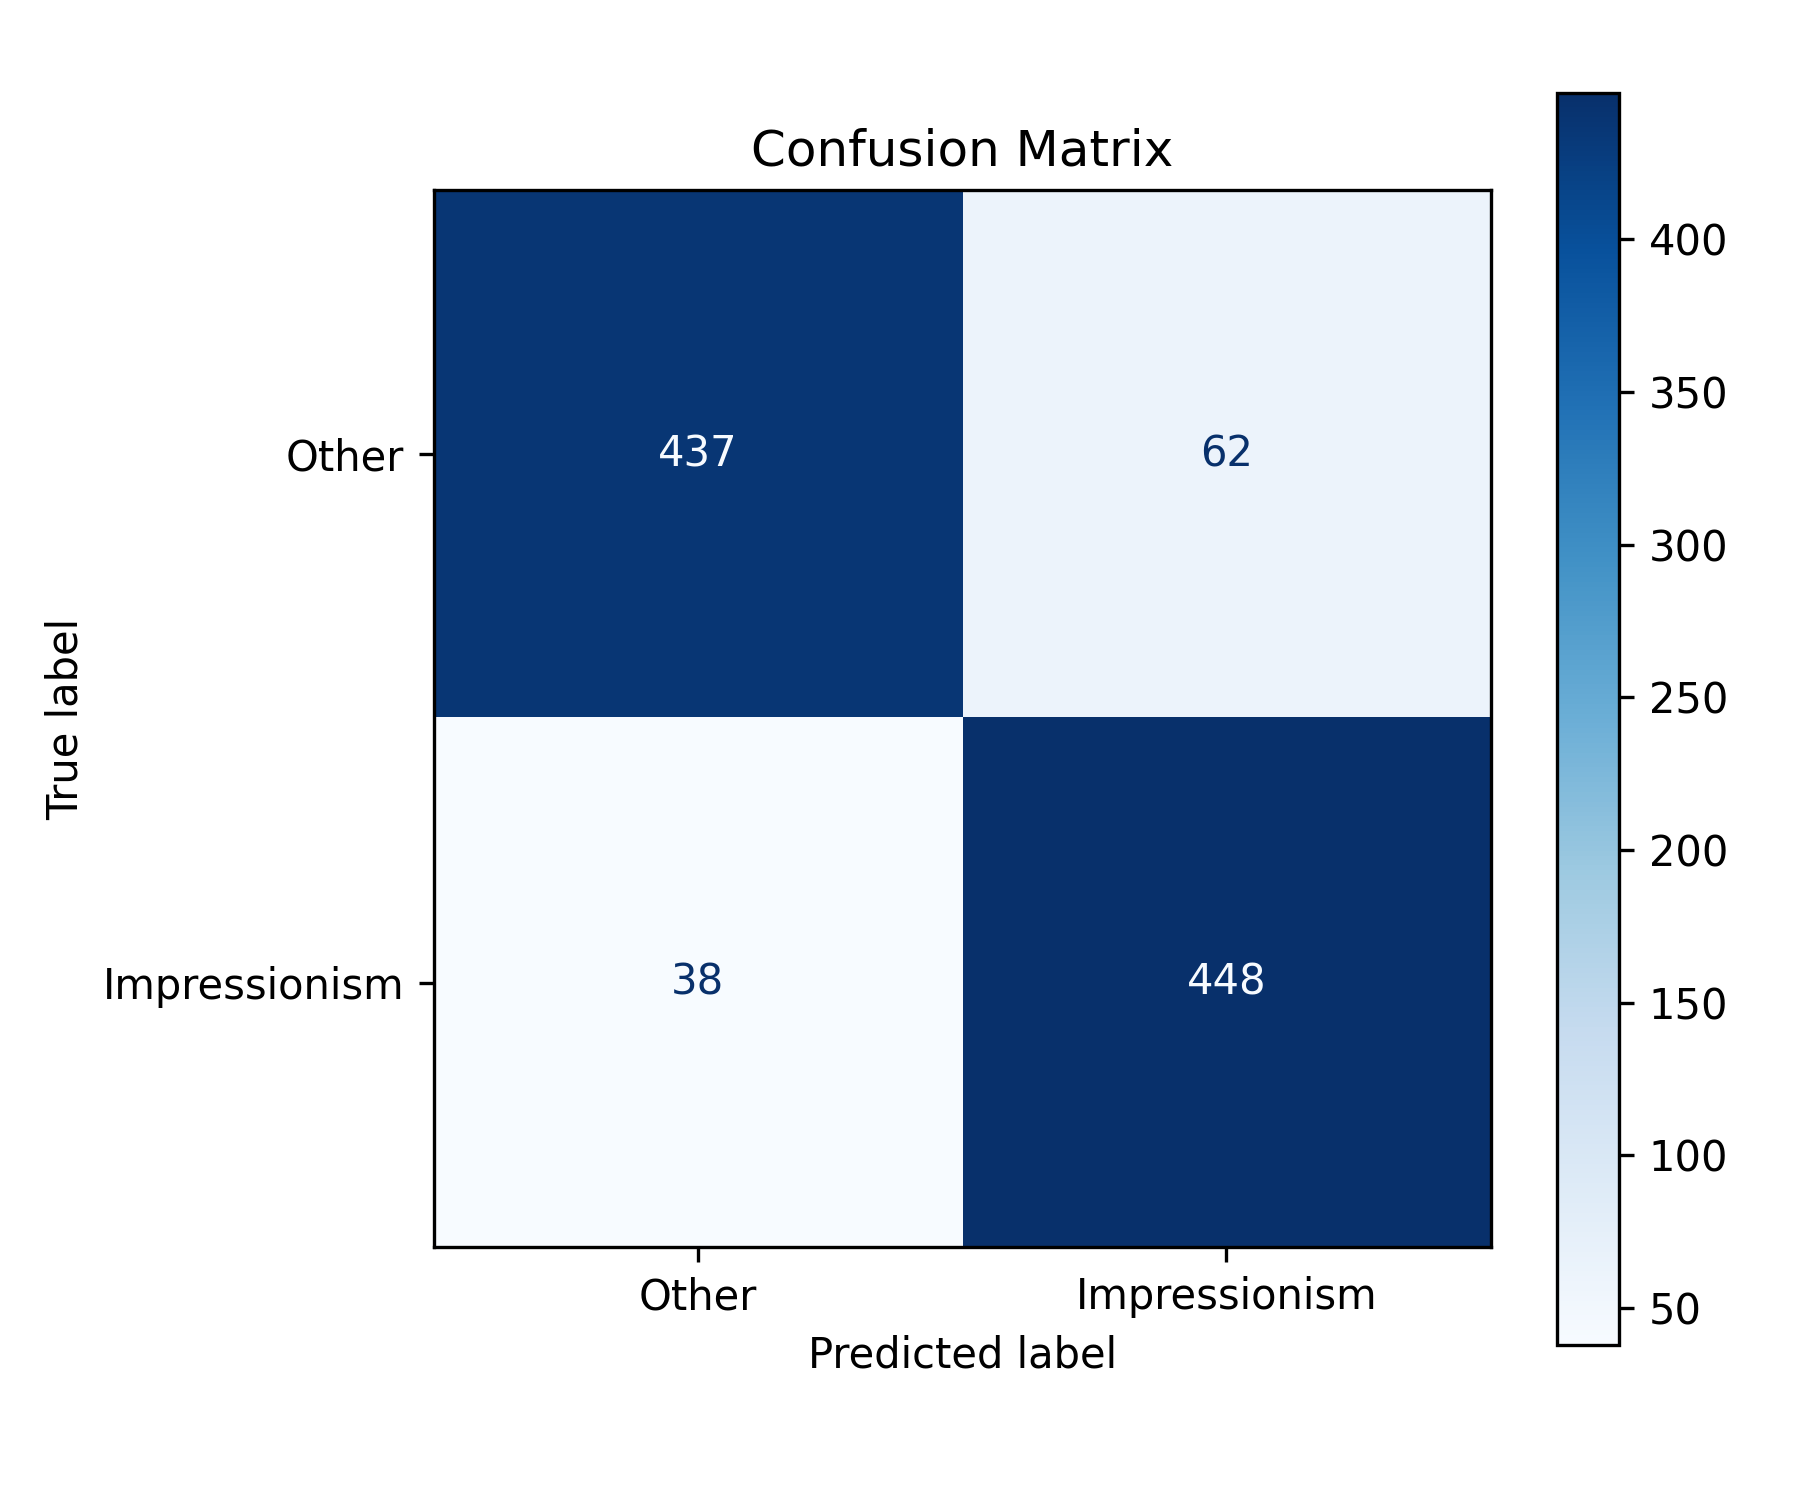 Confusion Matrix
True label
Other
437
62
Impressionism
38
448
Other
Impressionism
Predicted label
400
350
300
250
200
150
100
50